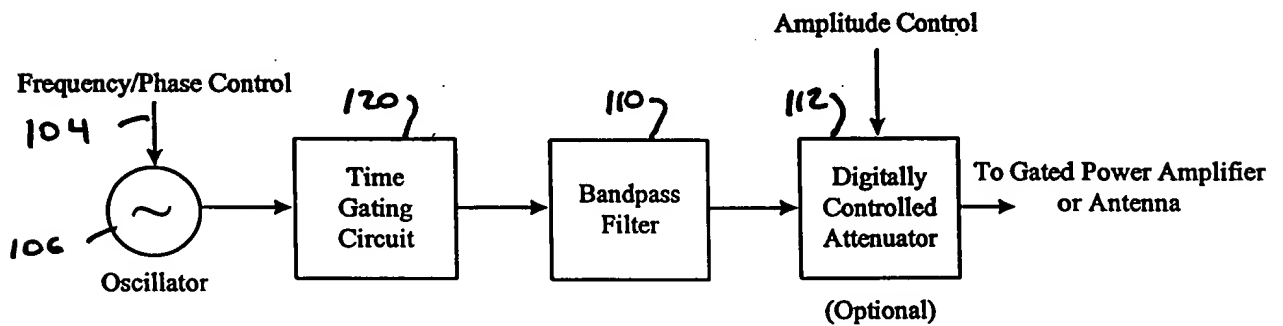 Amplitude Control
Frequency/Phase Control
104
120
110
112
Time
Gating
Circuit
Bandpass
Filter
Digitally
Controlled
Attenuator
To Gated Power Amplifier
or Antenna
~
106
Oscillator
(Optional)